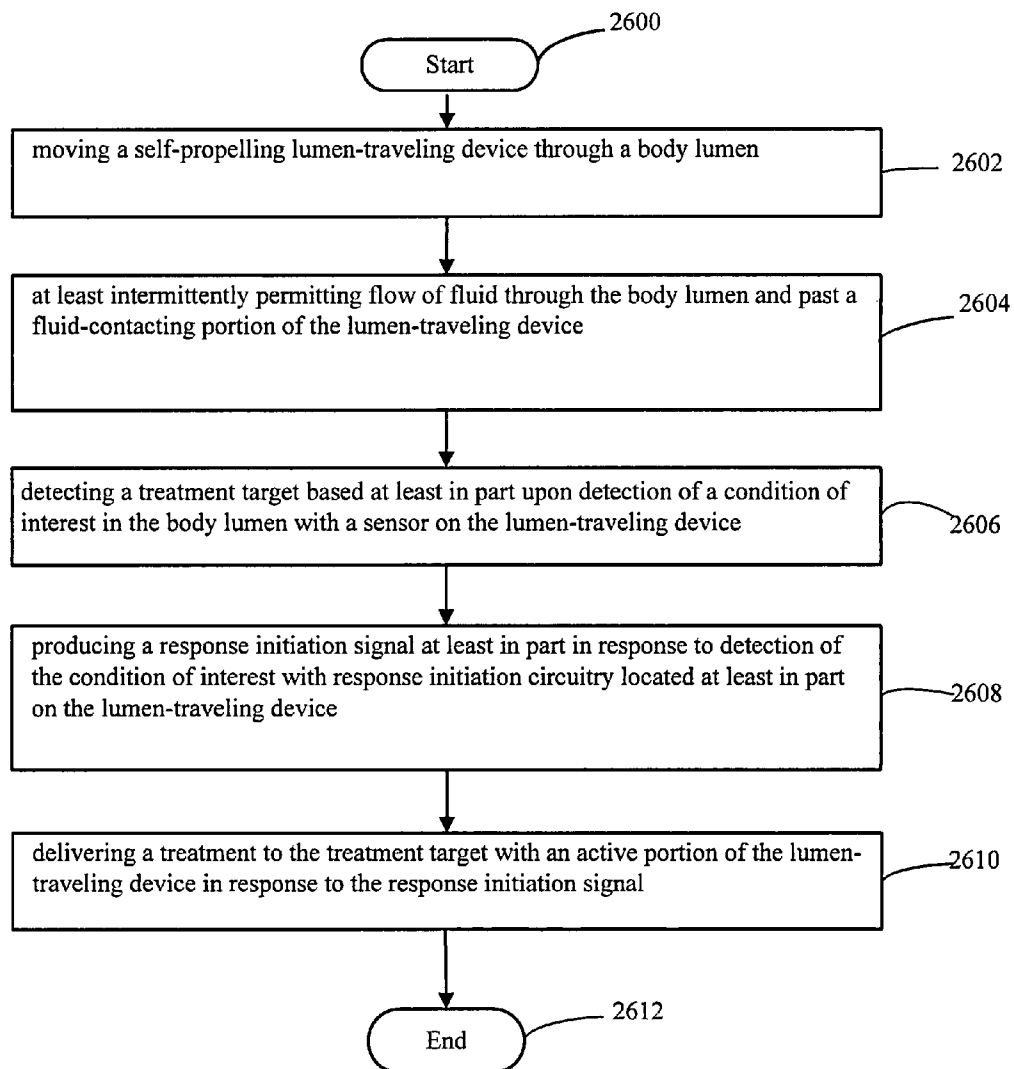 2600
Start
moving a self-propelling lumen-traveling device through a body lumen
2602
at least intermittently permitting flow of fluid through the body lumen and past a
fluid-contacting portion of the lumen-traveling device
2604
detecting a treatment target based at least in part upon detection of a condition of
interest in the body lumen with a sensor on the lumen-traveling device
2606
producing a response initiation signal at least in part in response to detection of
the condition of interest with response initiation circuitry located at least in part
on the lumen-traveling device
2608
delivering a treatment to the treatment target with an active portion of the lumen-
traveling device in response to the response initiation signal
2610
2612
End